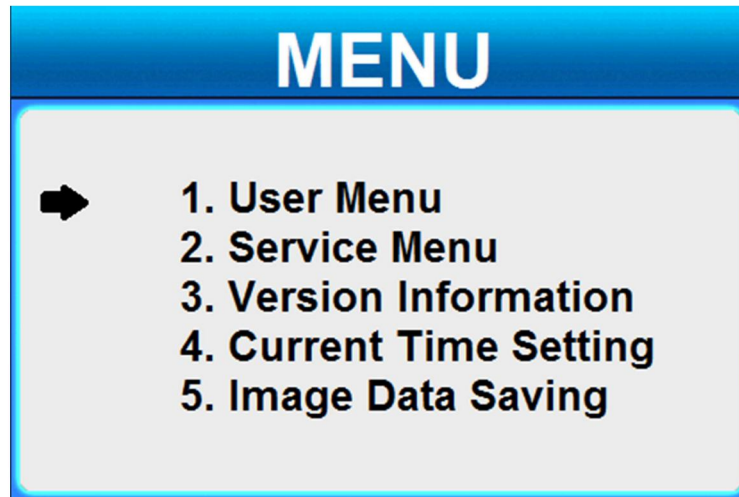 MENU
1. User Menu
2. Service Menu
3. Version Information
4. Current Time Setting
5. Image Data Saving